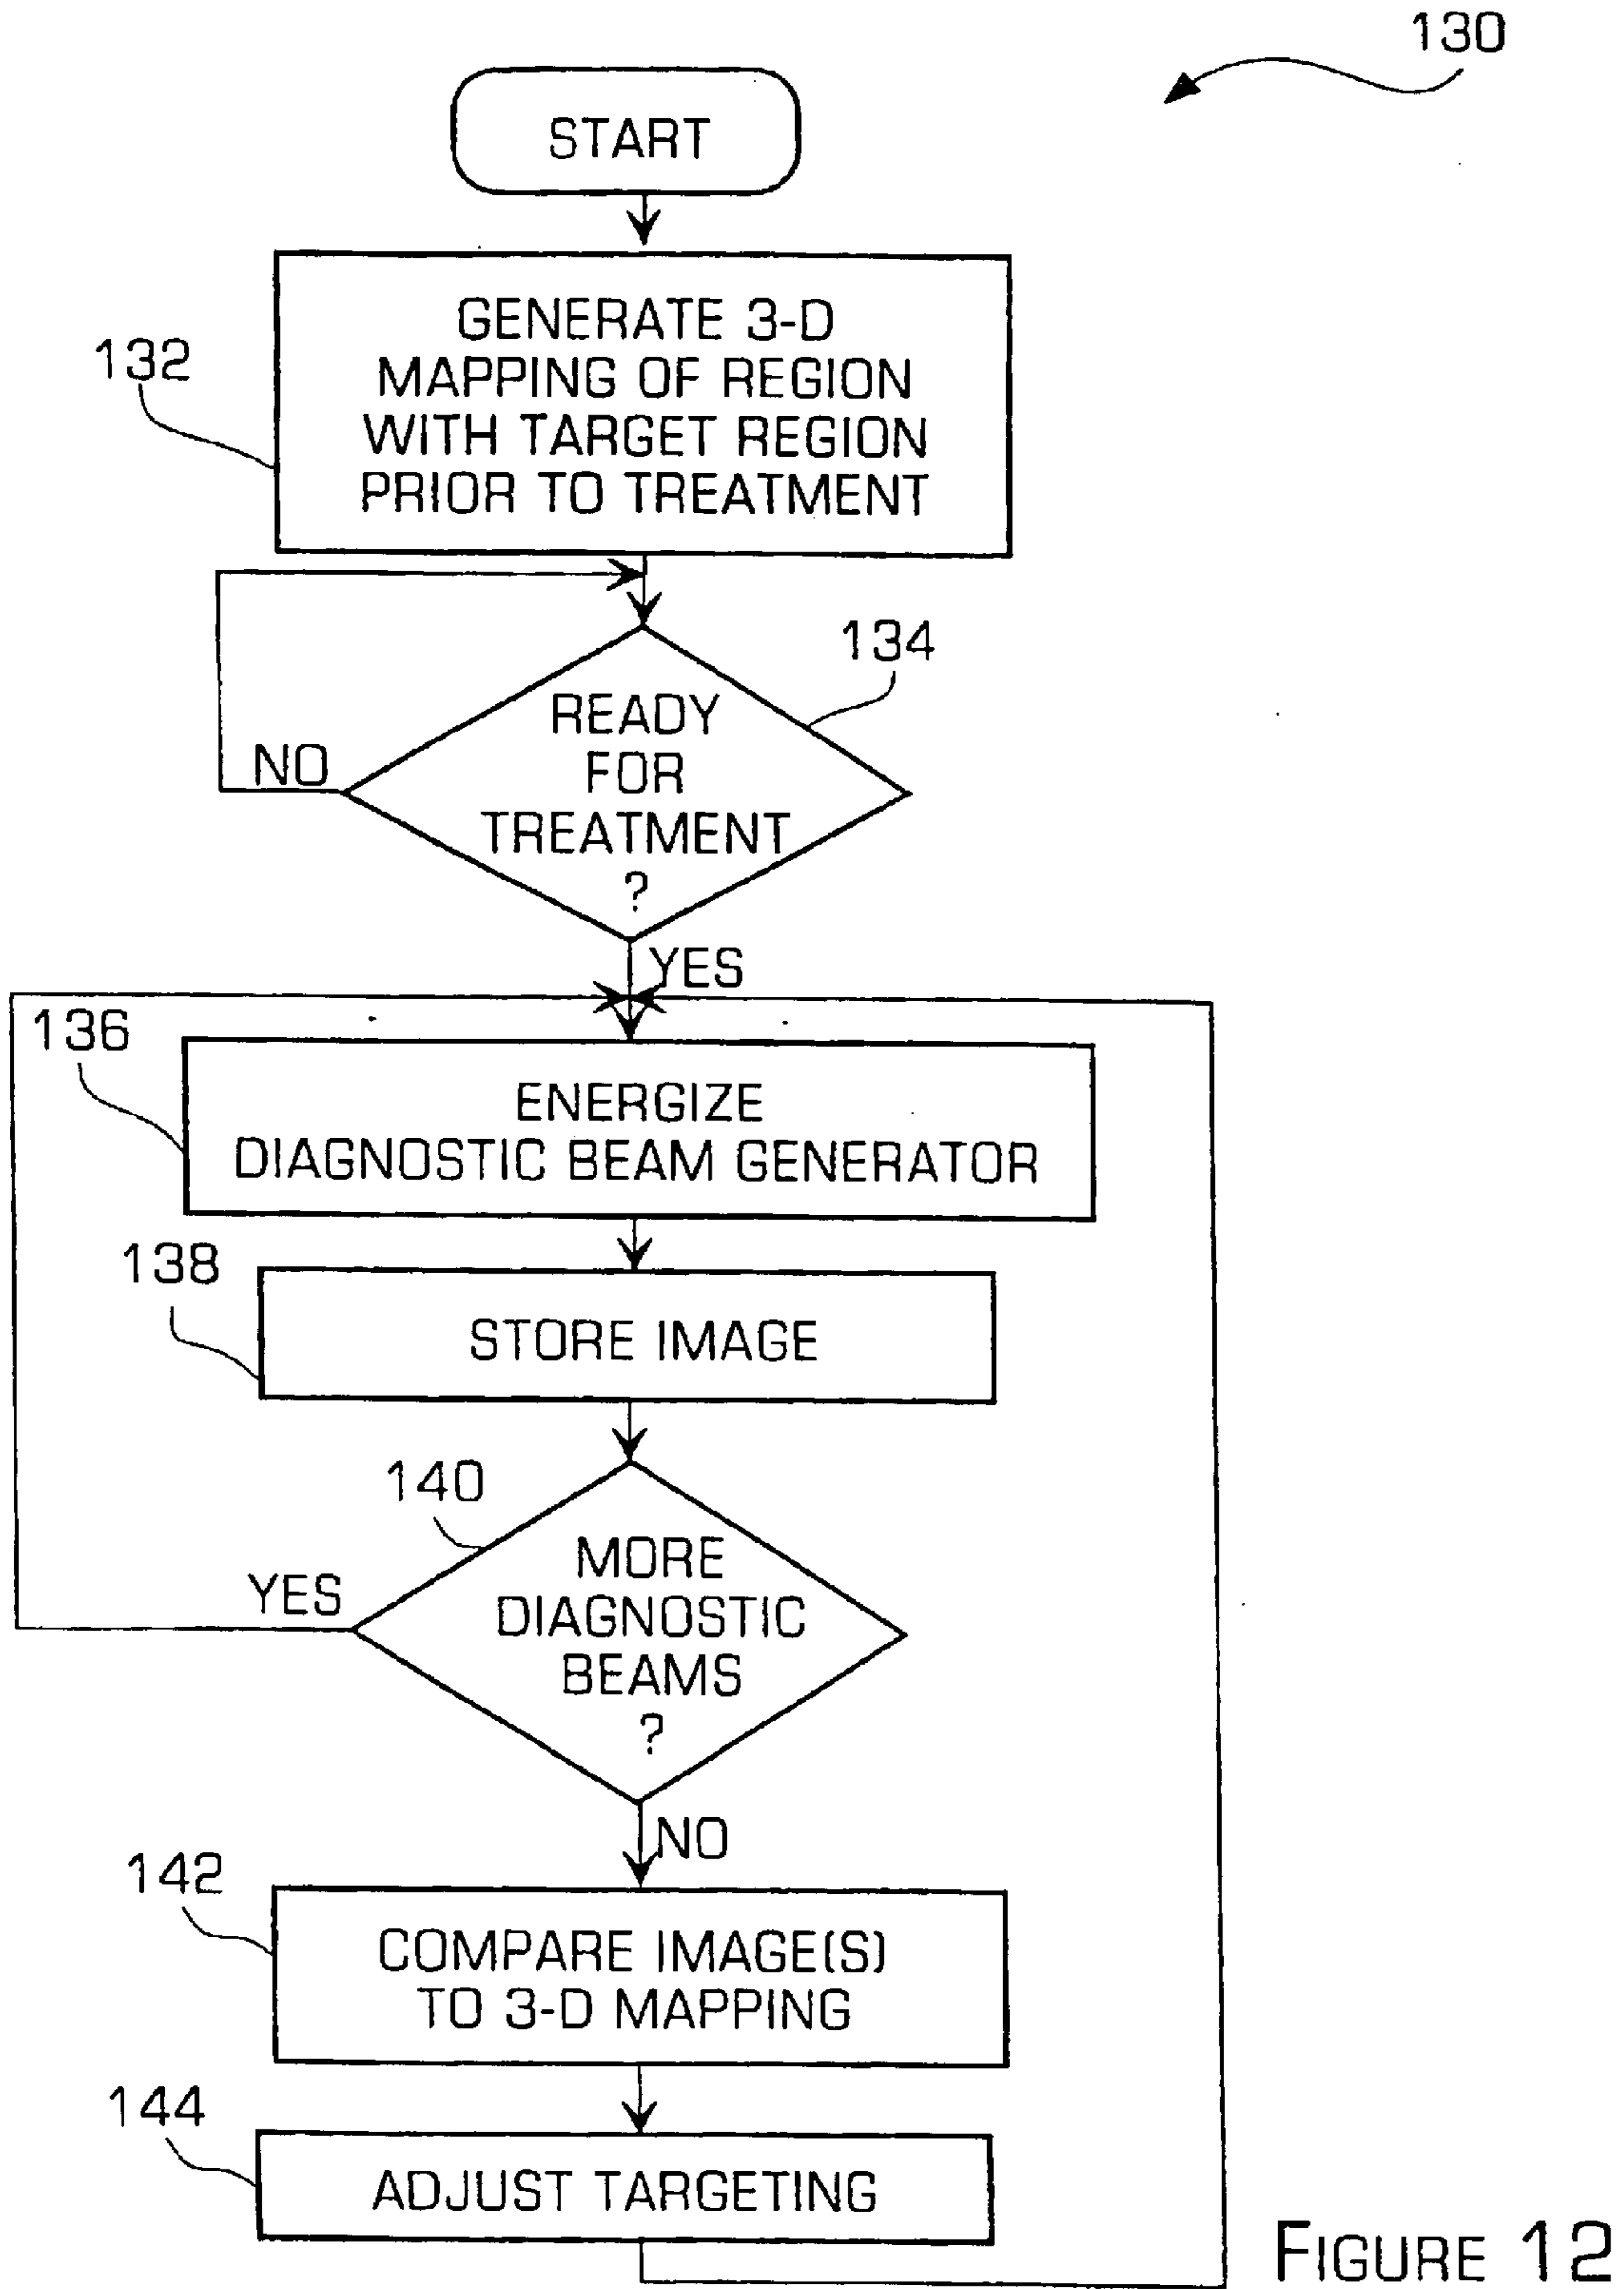 130
START
GENERATE 3-D
MAPPING OF REGION
WITH TARGET REGION
PRIOR TO TREATMENT
132
134
READY
FOR
TREATMENT
?
NO
YES
136
ENERGIZE
DIAGNOSTIC BEAM GENERATOR
138
STORE IMAGE
140
MORE
DIAGNOSTIC
BEAMS
?
YES
NO
142
COMPARE IMAGE(S)
TO 3-D MAPPING
144
ADJUST TARGETING
FIGURE 12